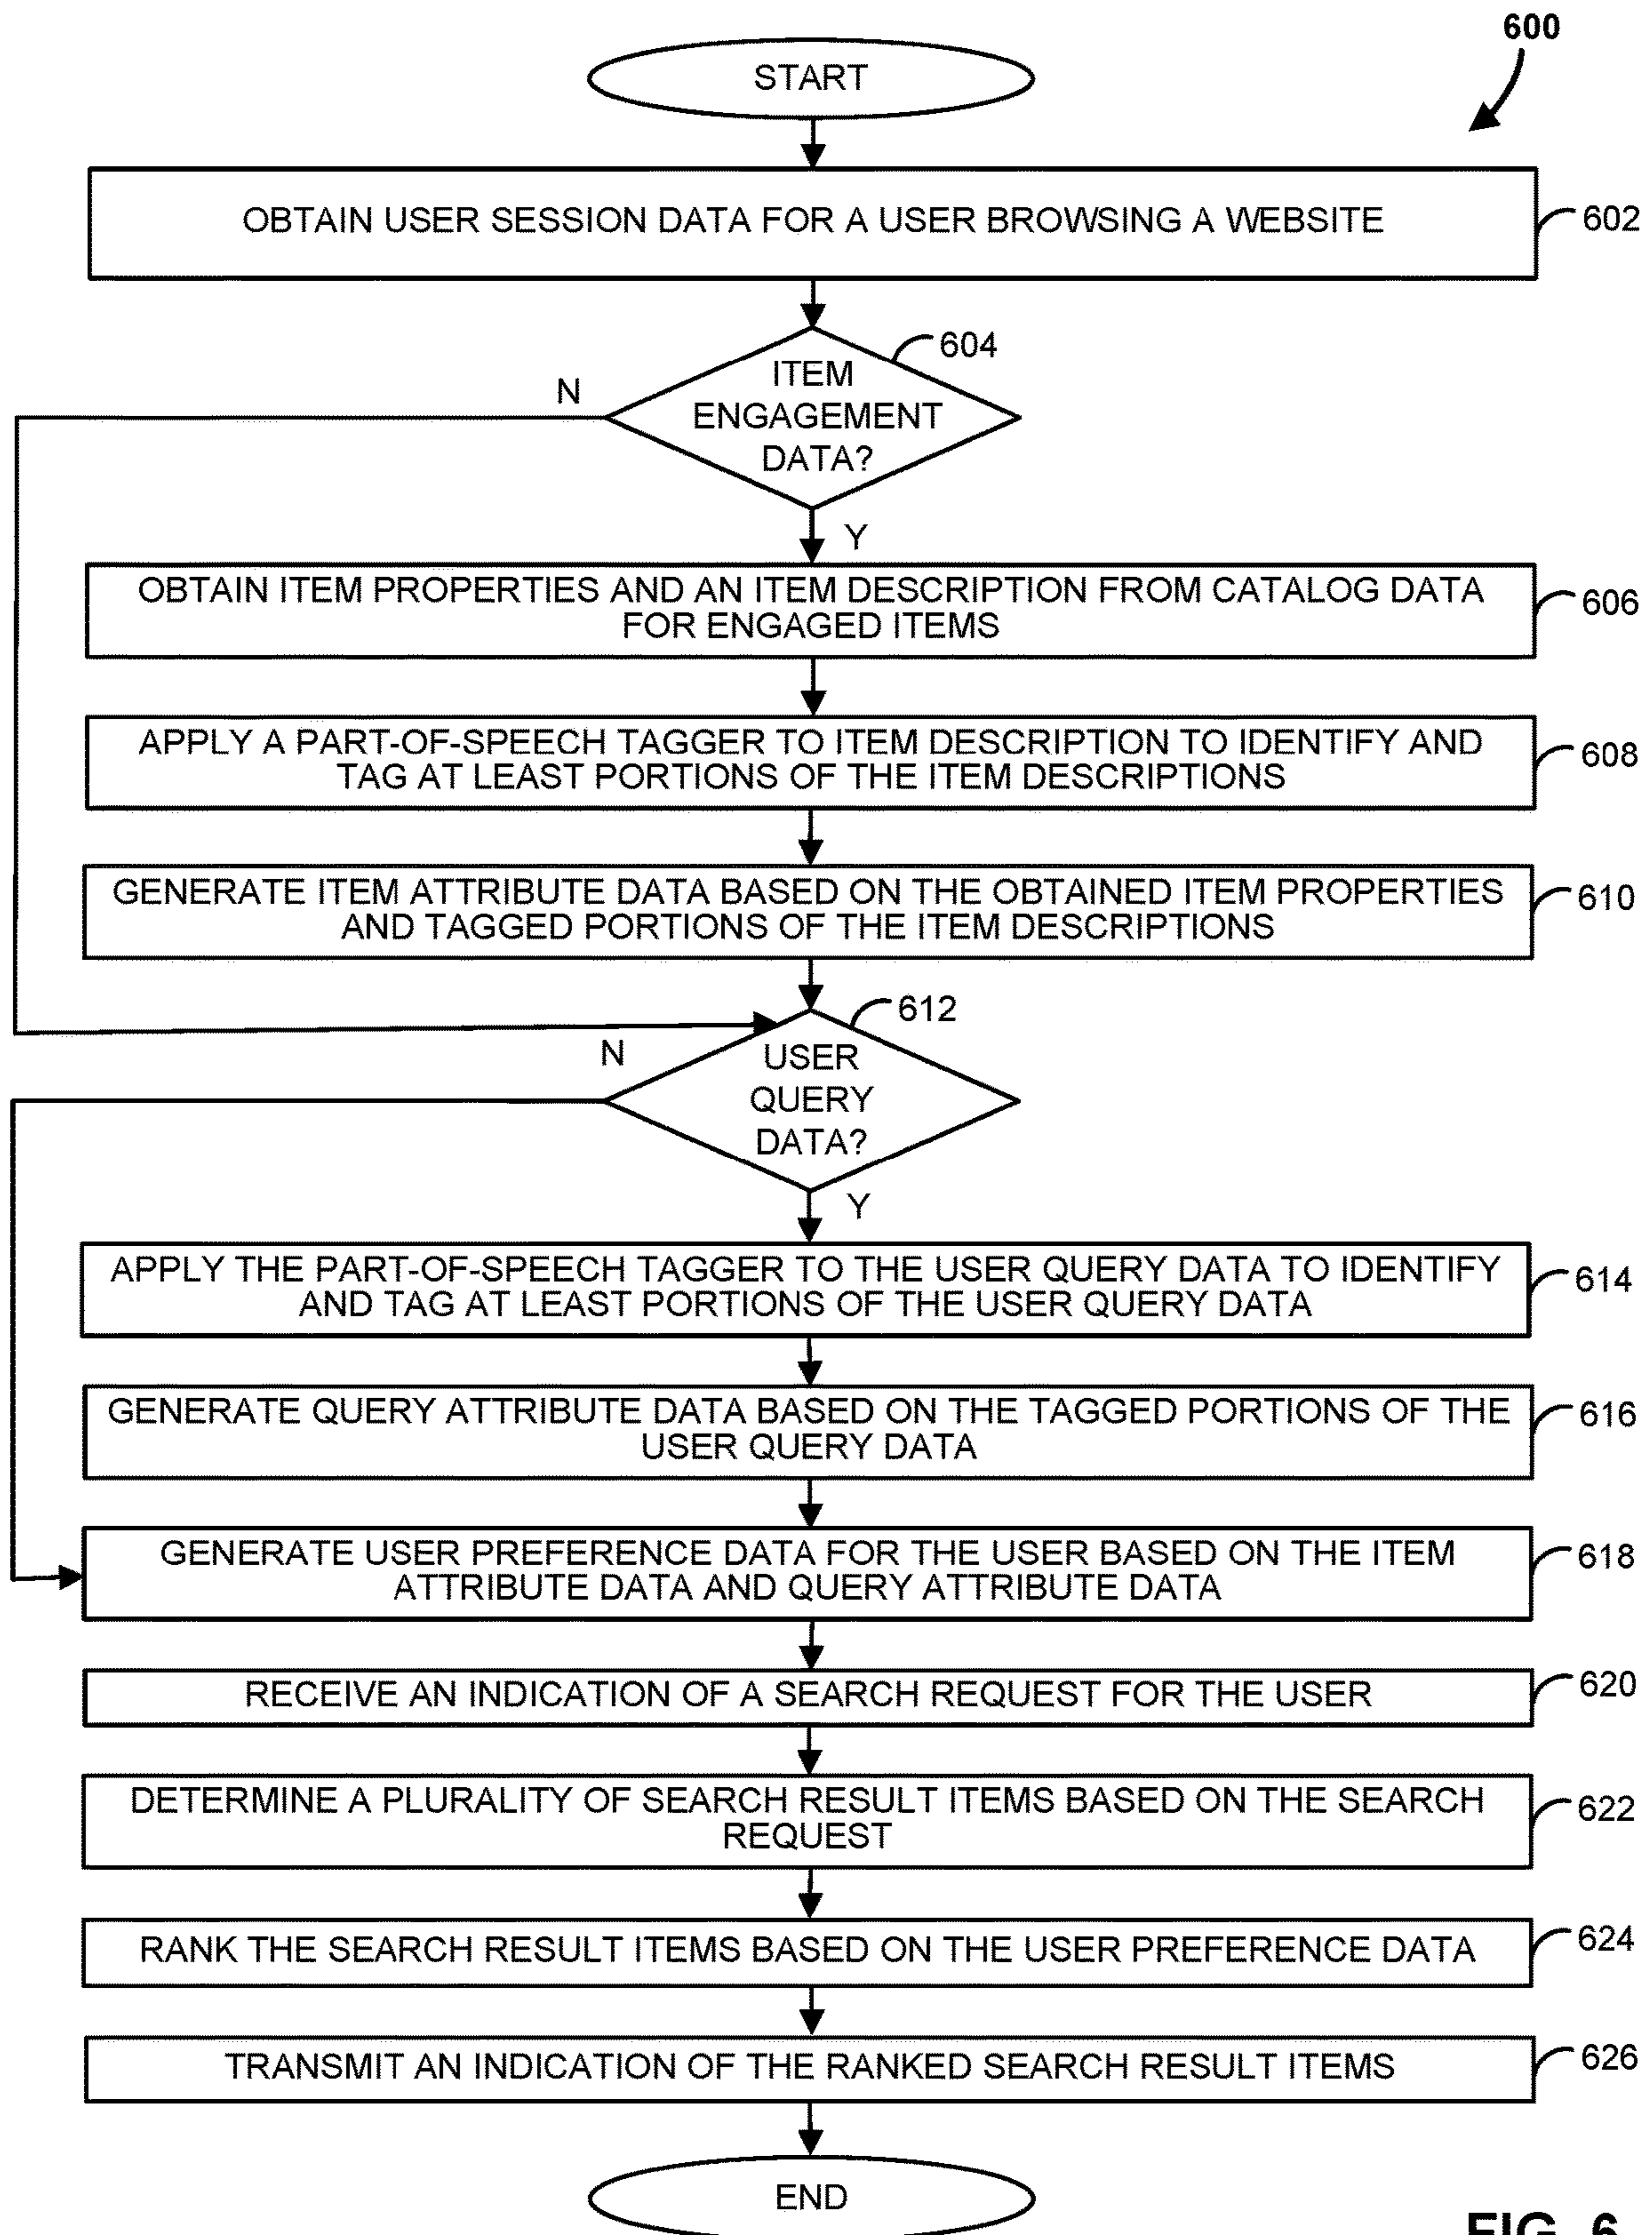 600
START
OBTAIN USER SESSION DATA FOR A USER BROWSING A WEBSITE
602
604
ITEM
ENGAGEMENT
DATA?
N
Y
OBTAIN ITEM PROPERTIES AND AN ITEM DESCRIPTION FROM CATALOG DATA
FOR ENGAGED ITEMS
606
APPLY A PART-OF-SPEECH TAGGER TO ITEM DESCRIPTION TO IDENTIFY AND
TAG AT LEAST PORTIONS OF THE ITEM DESCRIPTIONS
608
GENERATE ITEM ATTRIBUTE DATA BASED ON THE OBTAINED ITEM PROPERTIES
AND TAGGED PORTIONS OF THE ITEM DESCRIPTIONS
610
612
N
USER
QUERY
DATA?
Y
APPLY THE PART-OF-SPEECH TAGGER TO THE USER QUERY DATA TO IDENTIFY
AND TAG AT LEAST PORTIONS OF THE USER QUERY DATA
614
GENERATE QUERY ATTRIBUTE DATA BASED ON THE TAGGED PORTIONS OF THE
USER QUERY DATA
616
GENERATE USER PREFERENCE DATA FOR THE USER BASED ON THE ITEM
ATTRIBUTE DATA AND QUERY ATTRIBUTE DATA
618
RECEIVE AN INDICATION OF A SEARCH REQUEST FOR THE USER
620
DETERMINE A PLURALITY OF SEARCH RESULT ITEMS BASED ON THE SEARCH
REQUEST
622
RANK THE SEARCH RESULT ITEMS BASED ON THE USER PREFERENCE DATA
624
TRANSMIT AN INDICATION OF THE RANKED SEARCH RESULT ITEMS
626
END
FIG. 6